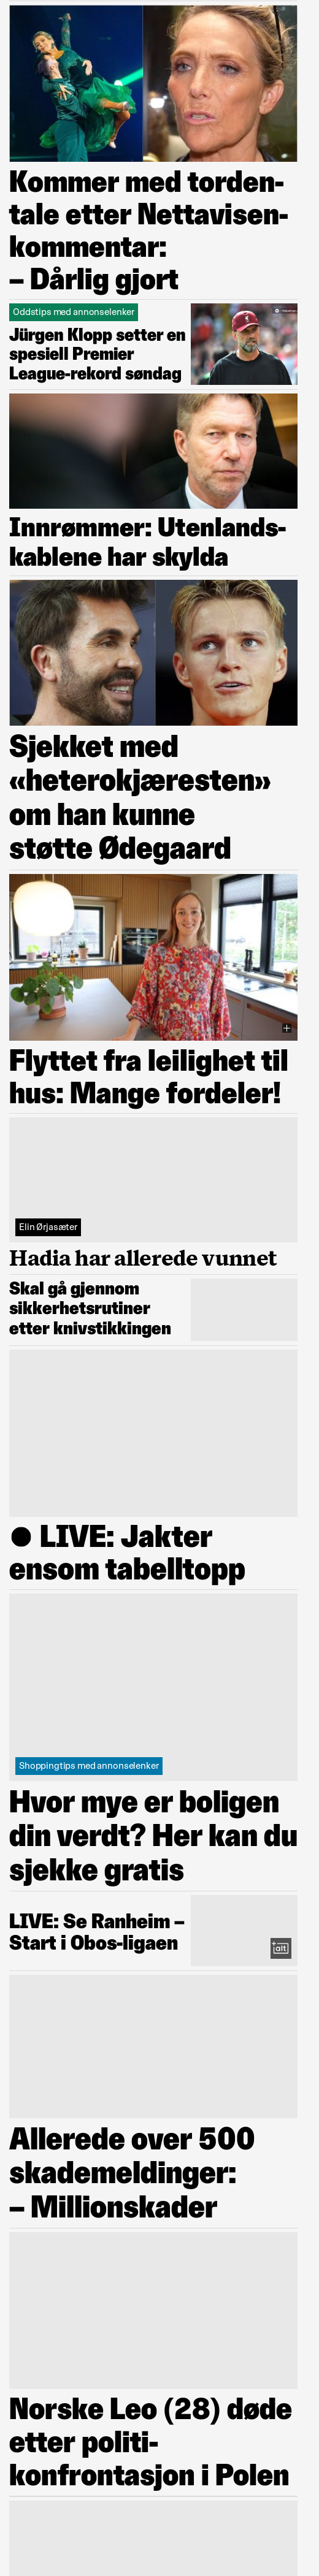 Kommer med torden-
tale etter Nettavisen-
kommentar:
– Dårlig gjort
Oddstips med annonselenker
Jürgen Klopp setter en
spesiell Premier
League-rekord søndag
Innrømmer: Utenlands-
kablene har skylda
Sjekket med
«heterokjæresten»
om han kunne
støtte Ødegaard
Flyttet fra leilighet til
hus: Mange fordeler!
Elin Ørjasæter
Hadia har allerede vunnet
Skal gå gjennom
sikkerhetsrutiner
etter knivstikkingen
● LIVE: Jakter
ensom tabelltopp
Shoppingtips med annonselenker
Hvor mye er boligen
din verdt? Her kan du
sjekke gratis
LIVE: Se Ranheim –
Start i Obos-ligaen
alt
Allerede over 500
skademeldinger:
– Millionskader
Norske Leo (28) døde
etter politi-
konfrontasjon i Polen